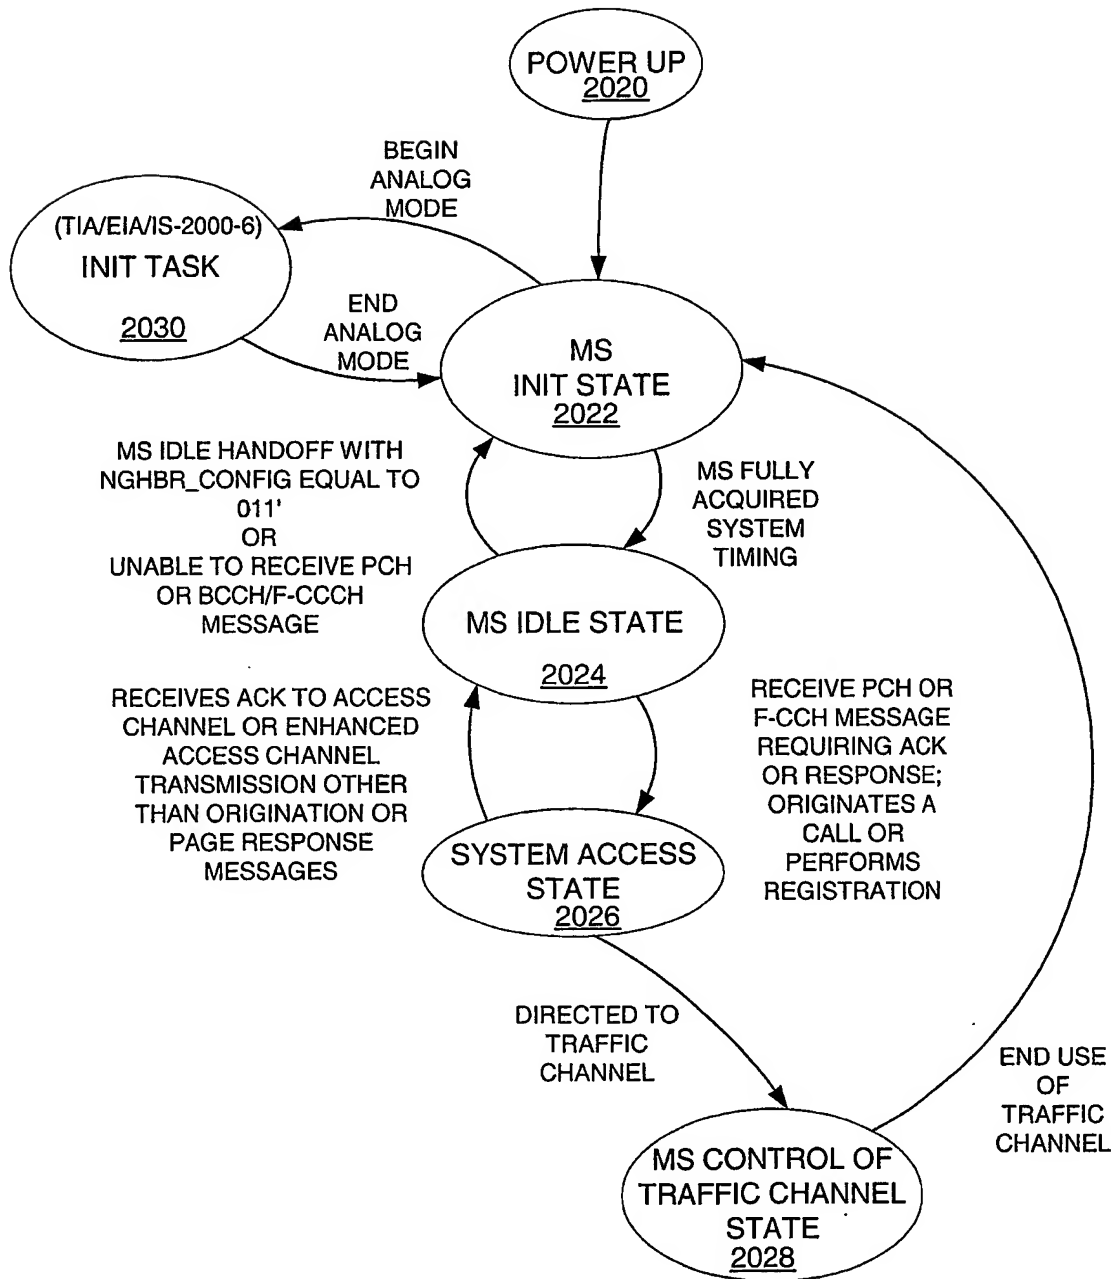 POWER UP
2020
BEGIN
ANALOG
MODE
(TIA/EIA/IS-2000-6)
INIT TASK
2030
END
ANALOG
MODE
MS
INIT STATE
2022
MS IDLE HANDOFF WITH
NGHBR_CONFIG EQUAL TO
011'
OR
UNABLE TO RECEIVE PCH
OR BCCH/F-CCCH
MESSAGE
MS FULLY
ACQUIRED
SYSTEM
TIMING
MS IDLE STATE
2024
RECEIVES ACK TO ACCESS
CHANNEL OR ENHANCED
ACCESS CHANNEL
TRANSMISSION OTHER
THAN ORIGINATION OR
PAGE RESPONSE
MESSAGES
RECEIVE PCH OR
F-CCH MESSAGE
REQUIRING ACK
OR RESPONSE;
ORIGINATES A
CALL OR
PERFORMS
REGISTRATION
SYSTEM ACCESS
STATE
2026
DIRECTED TO
TRAFFIC
CHANNEL
END USE
OF
TRAFFIC
CHANNEL
MS CONTROL OF
TRAFFIC CHANNEL
STATE
2028